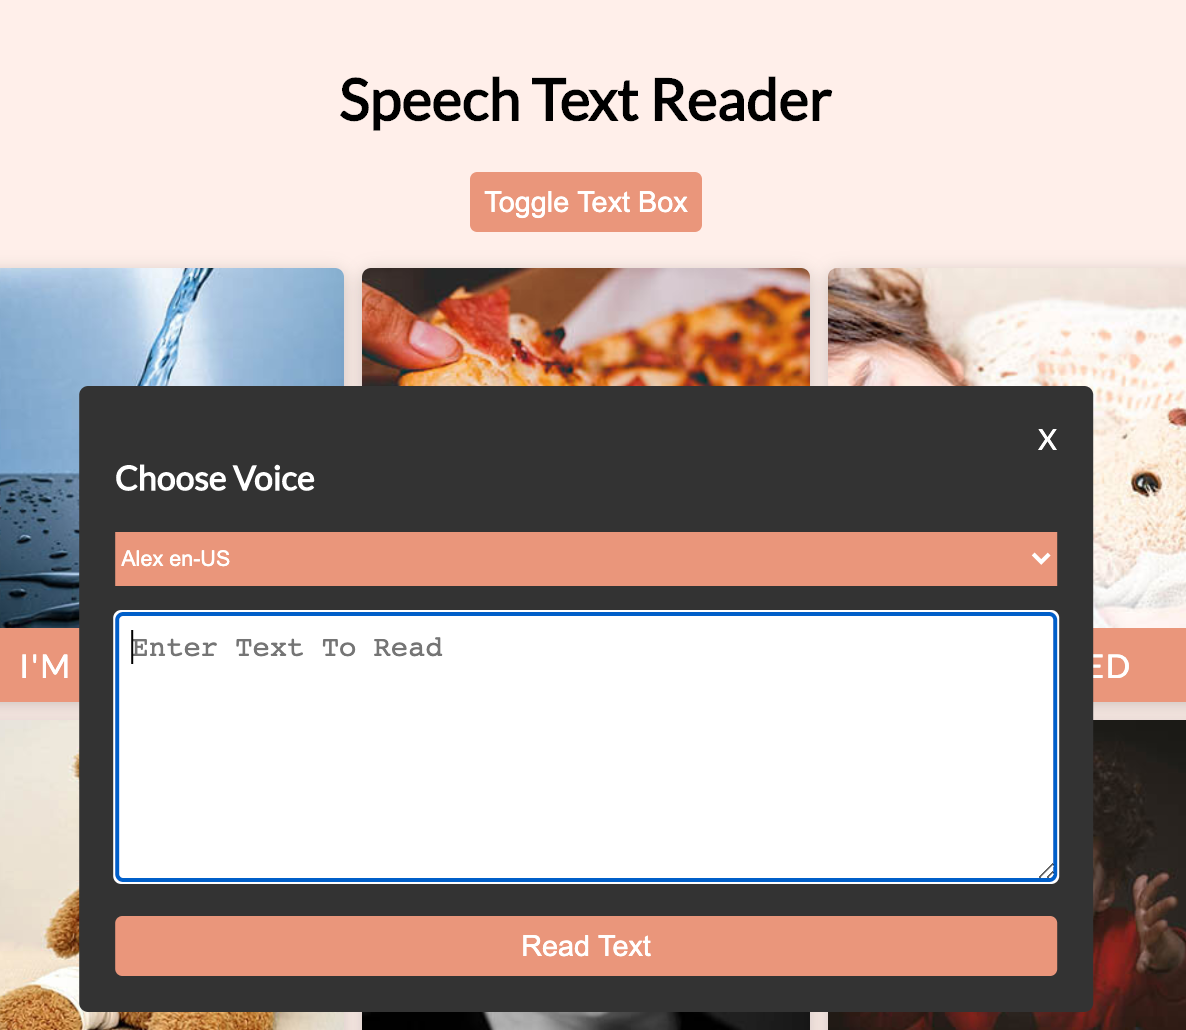 Speech Text Reader
Toggle Text Box
X
Choose Voice
Alex en-US
Enter Text To Read
I'M
ED
Read Text